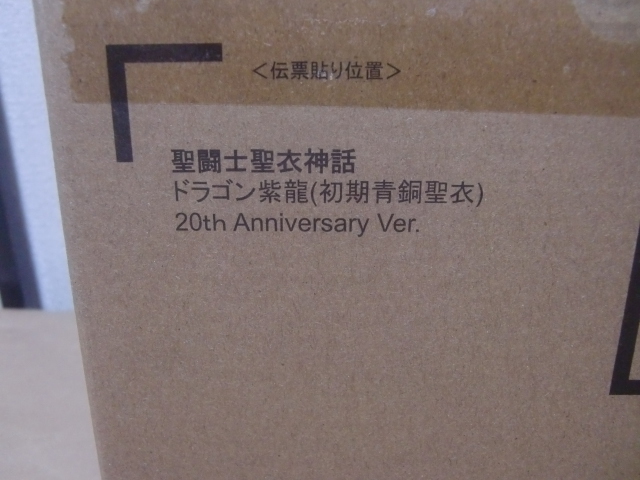 ＜伝票貼り位置＞
聖闘士聖衣神話
ドラゴン紫龍(初期青銅聖衣)
20th Anniversary Ver.